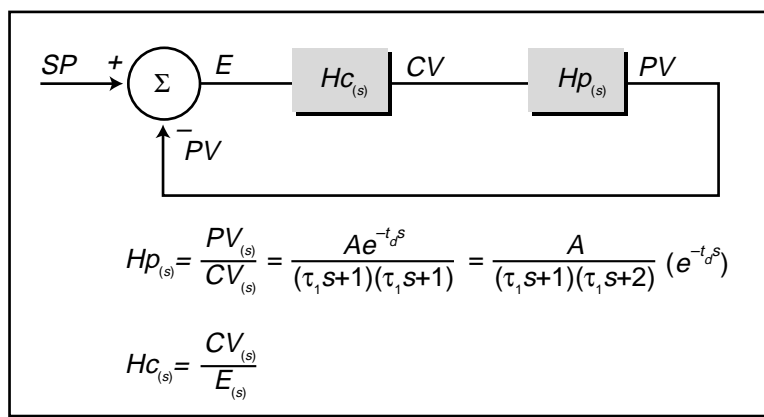 SP + Σ E Hc(s) CV Hp(s) PV
− PV
Hp(s) = PV(s) / CV(s) = Ae^(−t_d s) / (τ₁s+1)(τ₁s+1) = A / (τ₁s+1)(τ₁s+2) (e^(−t_d s))
Hc(s) = CV(s) / E(s)